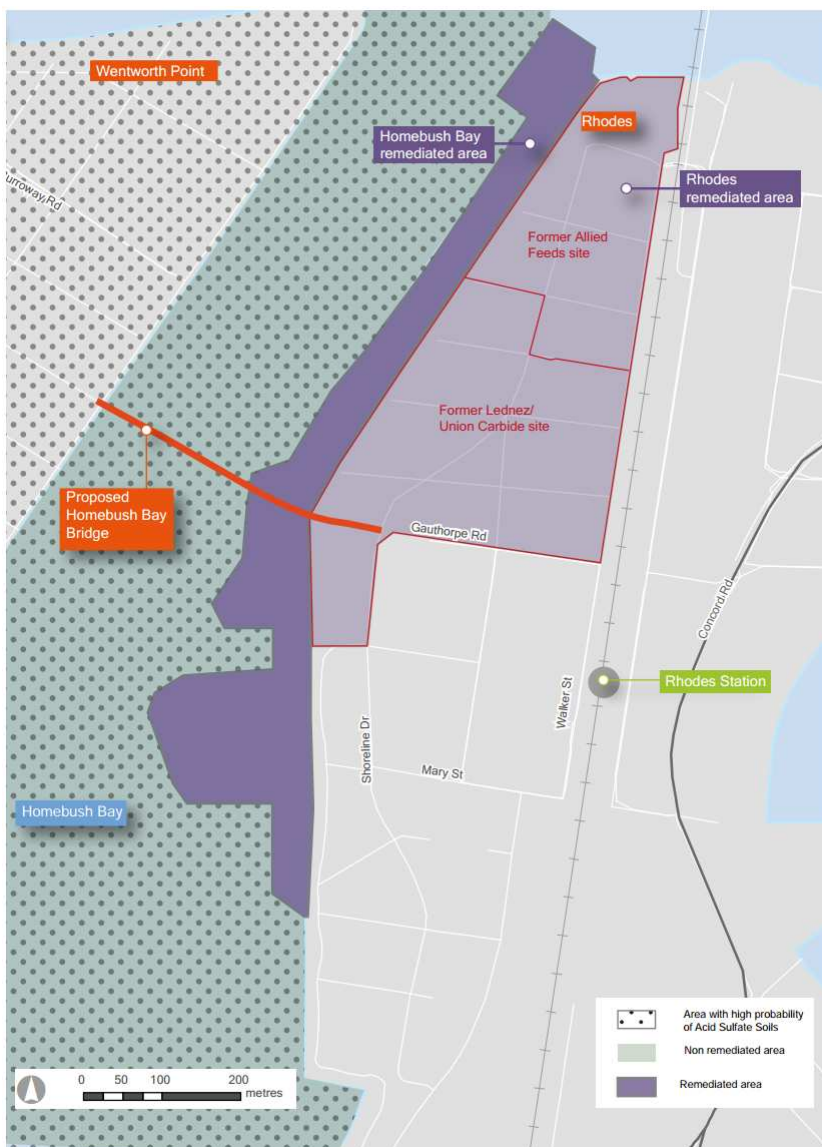 Wentworth Point
Rhodes
Homebush Bay
remediated area
Rhodes
remediated area
Former Allied
Feeds site
Former Lednez/
Union Carbide site
Proposed
Homebush Bay
Bridge
Gauthorpe Rd
Concord Rd
Rhodes Station
Walker St
Shoreline Dr
Mary St
Homebush Bay
Area with high probability
of Acid Sulfate Soils
Non remediated area
Remediated area
0 50 100 200
metres